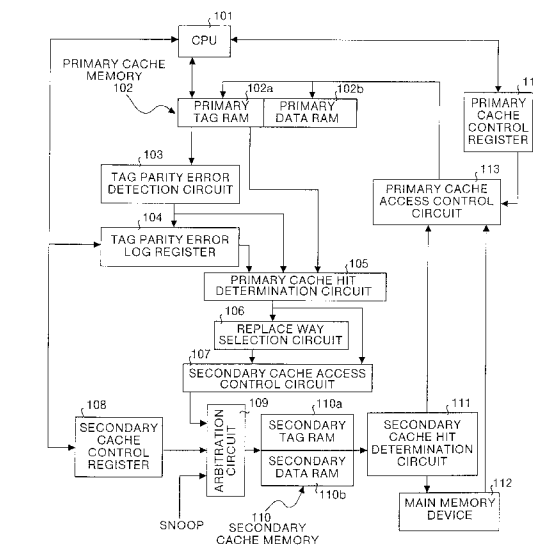 101
CPU
PRIMARY CACHE
MEMORY
102
102a
102b
PRIMARY
TAG RAM
PRIMARY
DATA RAM
11
PRIMARY
CACHE
CONTROL
REGISTER
103
TAG PARITY ERROR
DETECTION CIRCUIT
113
PRIMARY CACHE
ACCESS CONTROL
CIRCUIT
104
TAG PARITY ERROR
LOG REGISTER
105
PRIMARY CACHE HIT
DETERMINATION CIRCUIT
106
REPLACE WAY
SELECTION CIRCUIT
107
SECONDARY CACHE ACCESS
CONTROL CIRCUIT
108
SECONDARY
CACHE
CONTROL
REGISTER
109
ARBITRATION
CIRCUIT
110a
SECONDARY
TAG RAM
SECONDARY
DATA RAM
110b
111
SECONDARY
CACHE HIT
DETERMINATION
CIRCUIT
112
MAIN MEMORY
DEVICE
SNOOP
110
SECONDARY
CACHE MEMORY